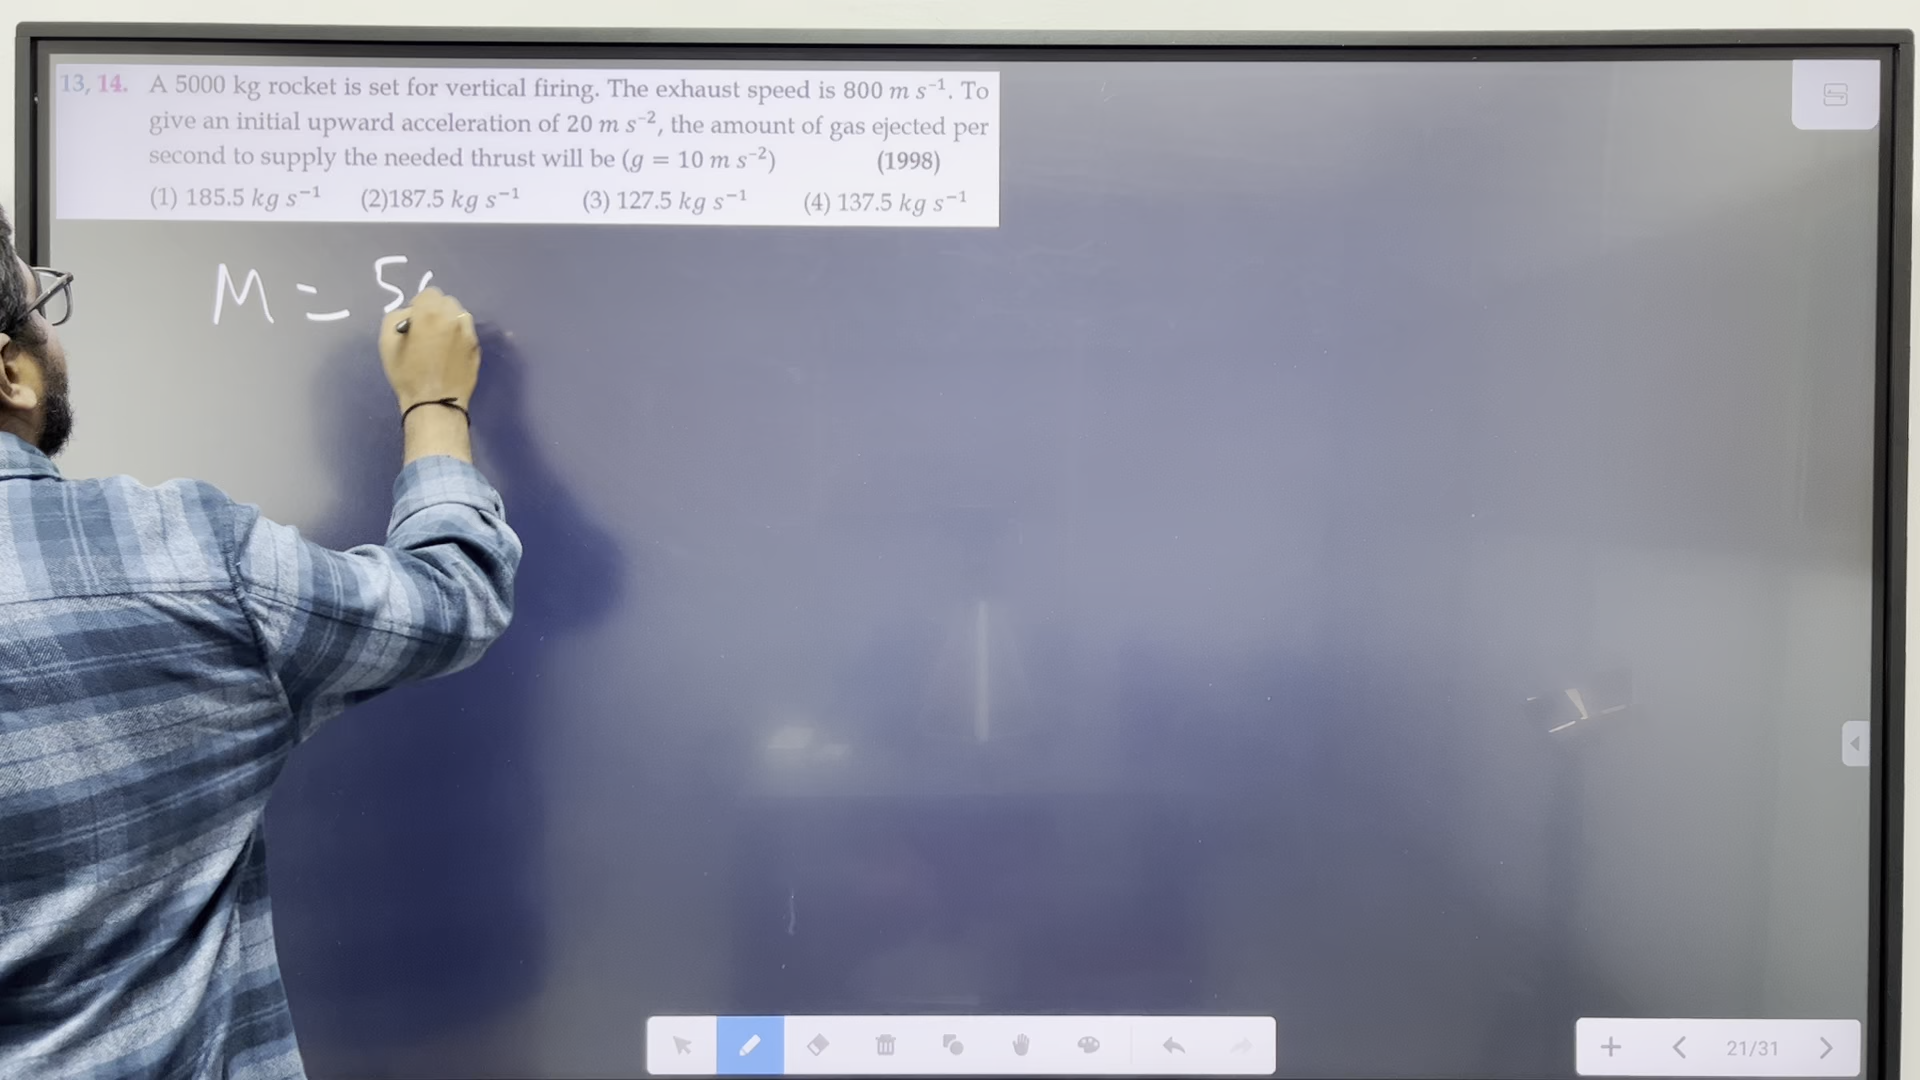 13, 14. A 5000 kg rocket is set for vertical firing. The exhaust speed is 800 m s⁻¹. To
give an initial upward acceleration of 20 m s⁻², the amount of gas ejected per
second to supply the needed thrust will be (g = 10 m s⁻²) (1998)
(1) 185.5 kg s⁻¹ (2)187.5 kg s⁻¹ (3) 127.5 kg s⁻¹ (4) 137.5 kg s⁻¹
M = 5
21/31